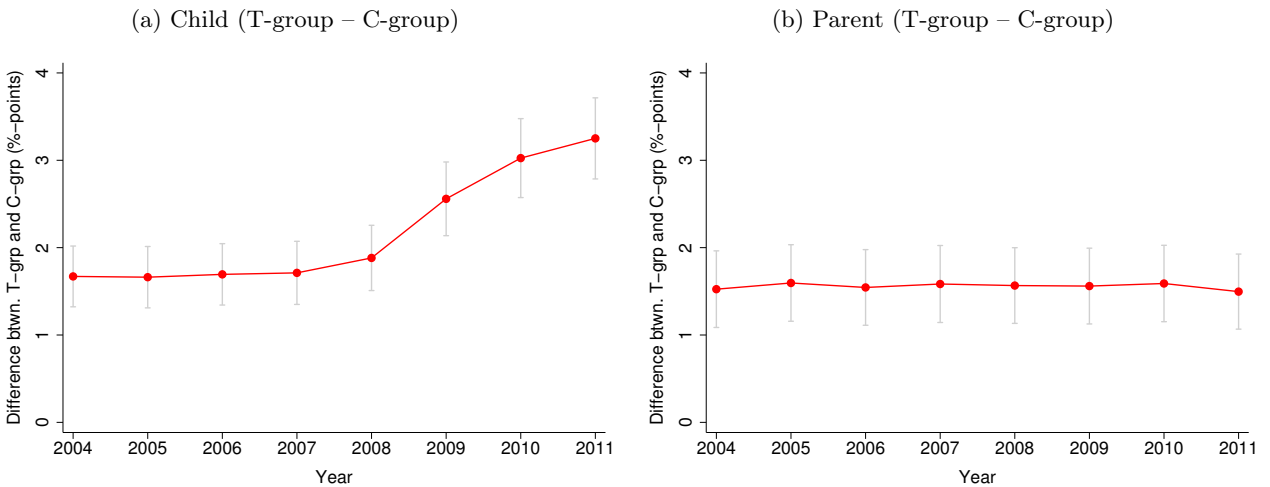 (a) Child (T-group – C-group)
Difference btwn. T-grp and C-grp (%-points)
4
3
2
1
0
2004 2005 2006 2007 2008 2009 2010 2011
Year
(b) Parent (T-group – C-group)
Difference btwn. T-grp and C-grp (%-points)
4
3
2
1
0
2004 2005 2006 2007 2008 2009 2010 2011
Year